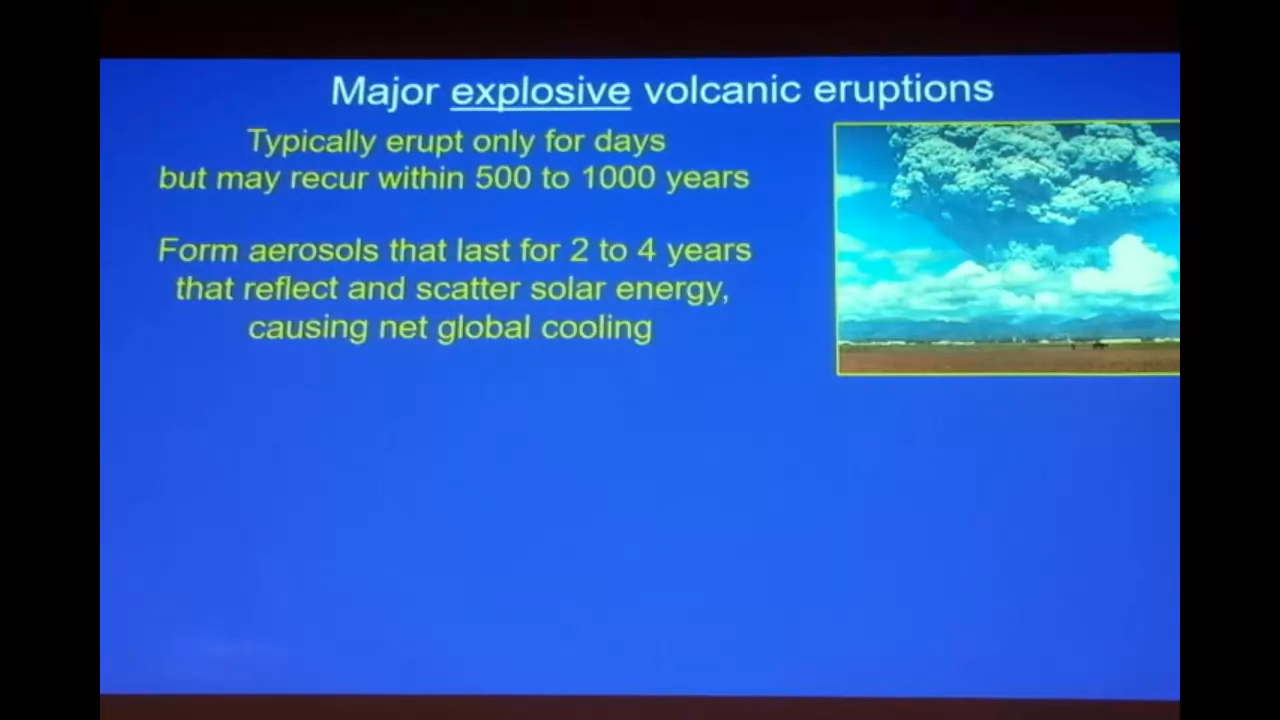 Major explosive volcanic eruptions
Typically erupt only for days
but may recur within 500 to 1000 years
Form aerosols that last for 2 to 4 years
that reflect and scatter solar energy,
causing net global cooling